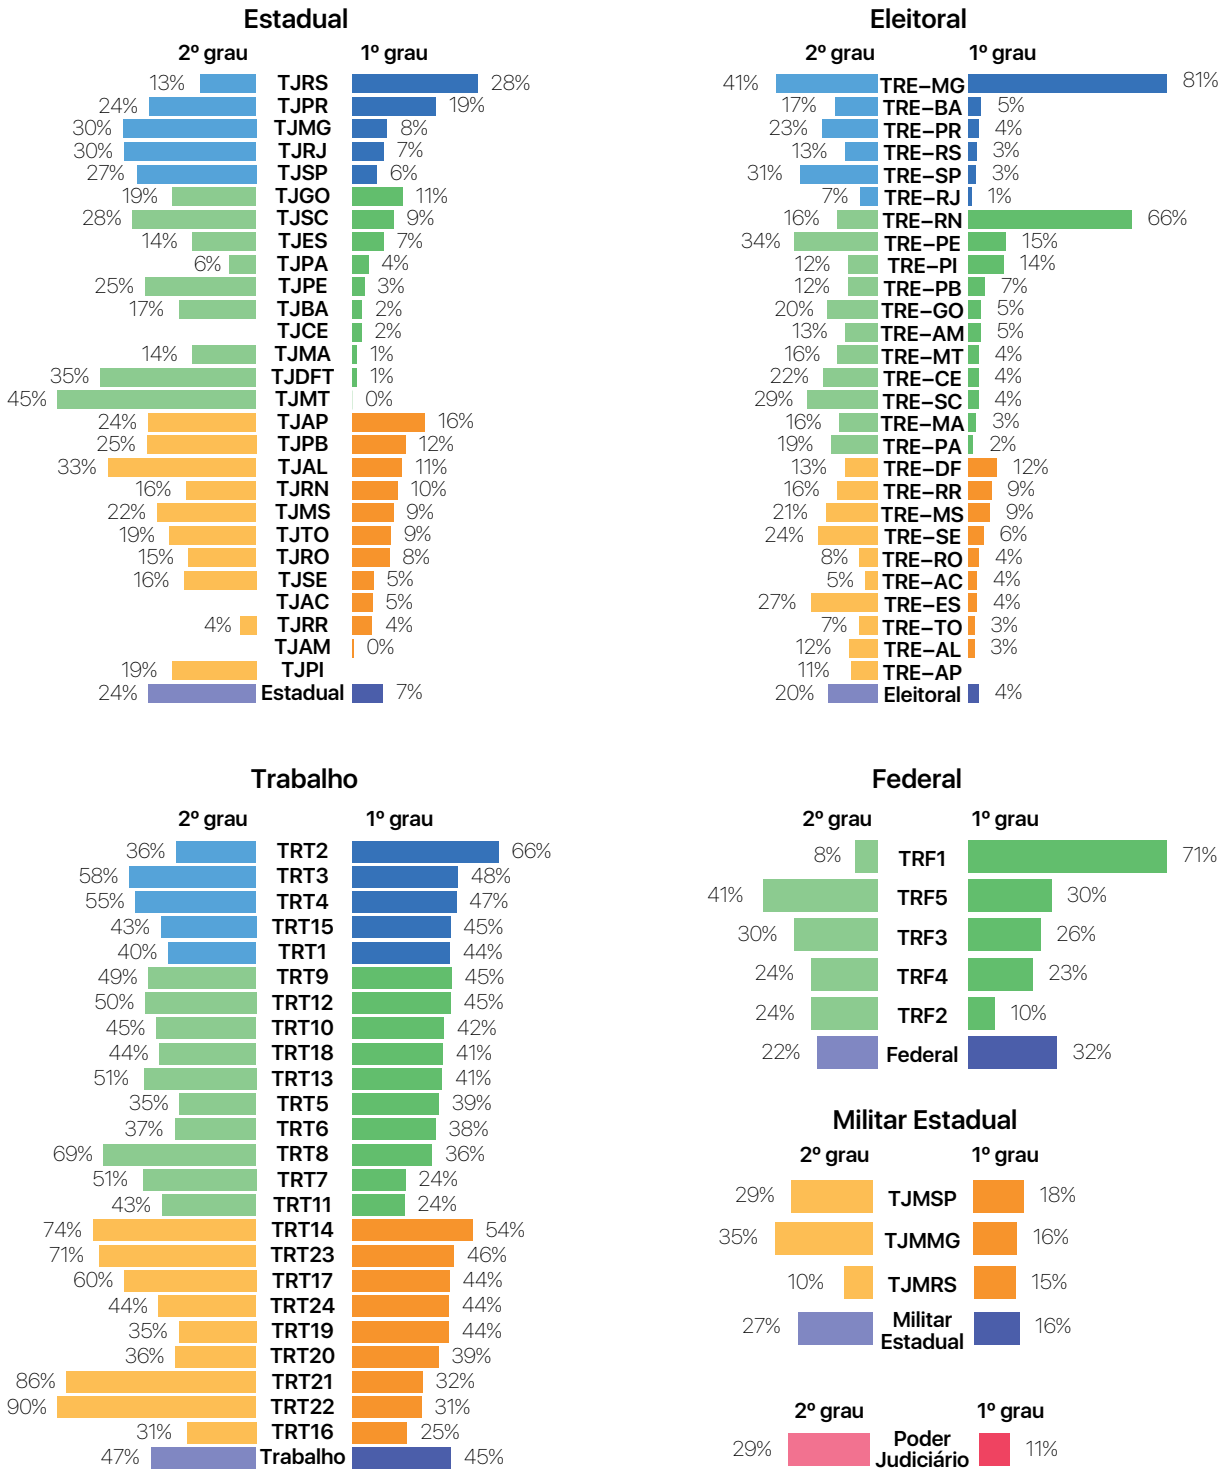 Estadual
2º grau 1º grau
13% TJRS 28%
24% TJPR 19%
30% TJMG 8%
30% TJRJ 7%
27% TJSP 6%
19% TJGO 11%
28% TJSC 9%
14% TJES 7%
6% TJPA 4%
25% TJPE 3%
17% TJBA 2%
TJCE 2%
14% TJMA 1%
35% TJDFT 1%
45% TJMT 0%
24% TJAP 16%
25% TJPB 12%
33% TJAL 11%
16% TJRN 10%
22% TJMS 9%
19% TJTO 9%
15% TJRO 8%
16% TJSE 5%
TJAC 5%
4% TJRR 4%
TJAM 0%
19% TJPI
24% Estadual 7%
Eleitoral
2º grau 1º grau
41% TRE–MG 81%
17% TRE–BA 5%
23% TRE–PR 4%
13% TRE–RS 3%
31% TRE–SP 3%
7% TRE–RJ 1%
16% TRE–RN 66%
34% TRE–PE 15%
12% TRE–PI 14%
12% TRE–PB 7%
20% TRE–GO 5%
13% TRE–AM 5%
16% TRE–MT 4%
22% TRE–CE 4%
29% TRE–SC 4%
16% TRE–MA 3%
19% TRE–PA 2%
13% TRE–DF 12%
16% TRE–RR 9%
21% TRE–MS 9%
24% TRE–SE 6%
8% TRE–RO 4%
5% TRE–AC 4%
27% TRE–ES 4%
7% TRE–TO 3%
12% TRE–AL 3%
11% TRE–AP
20% Eleitoral 4%
Trabalho
2º grau 1º grau
36% TRT2 66%
58% TRT3 48%
55% TRT4 47%
43% TRT15 45%
40% TRT1 44%
49% TRT9 45%
50% TRT12 45%
45% TRT10 42%
44% TRT18 41%
51% TRT13 41%
35% TRT5 39%
37% TRT6 38%
69% TRT8 36%
51% TRT7 24%
43% TRT11 24%
74% TRT14 54%
71% TRT23 46%
60% TRT17 44%
44% TRT24 44%
35% TRT19 44%
36% TRT20 39%
86% TRT21 32%
90% TRT22 31%
31% TRT16 25%
47% Trabalho 45%
Federal
2º grau 1º grau
8% TRF1 71%
41% TRF5 30%
30% TRF3 26%
24% TRF4 23%
24% TRF2 10%
22% Federal 32%
Militar Estadual
2º grau 1º grau
29% TJMSP 18%
35% TJMMG 16%
10% TJMRS 15%
27% Militar 16%
Estadual
2º grau 1º grau
29% Poder 11%
Judiciário